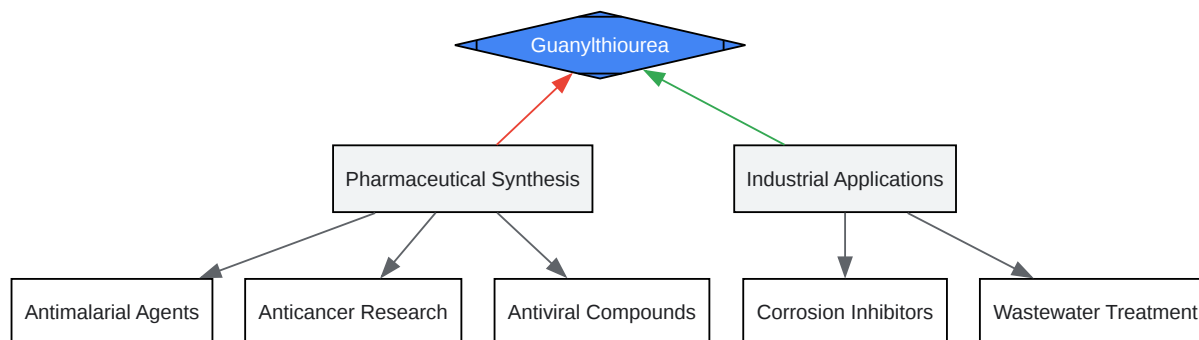 Guanylthiourea
Pharmaceutical Synthesis
Industrial Applications
Antimalarial Agents
Anticancer Research
Antiviral Compounds
Corrosion Inhibitors
Wastewater Treatment